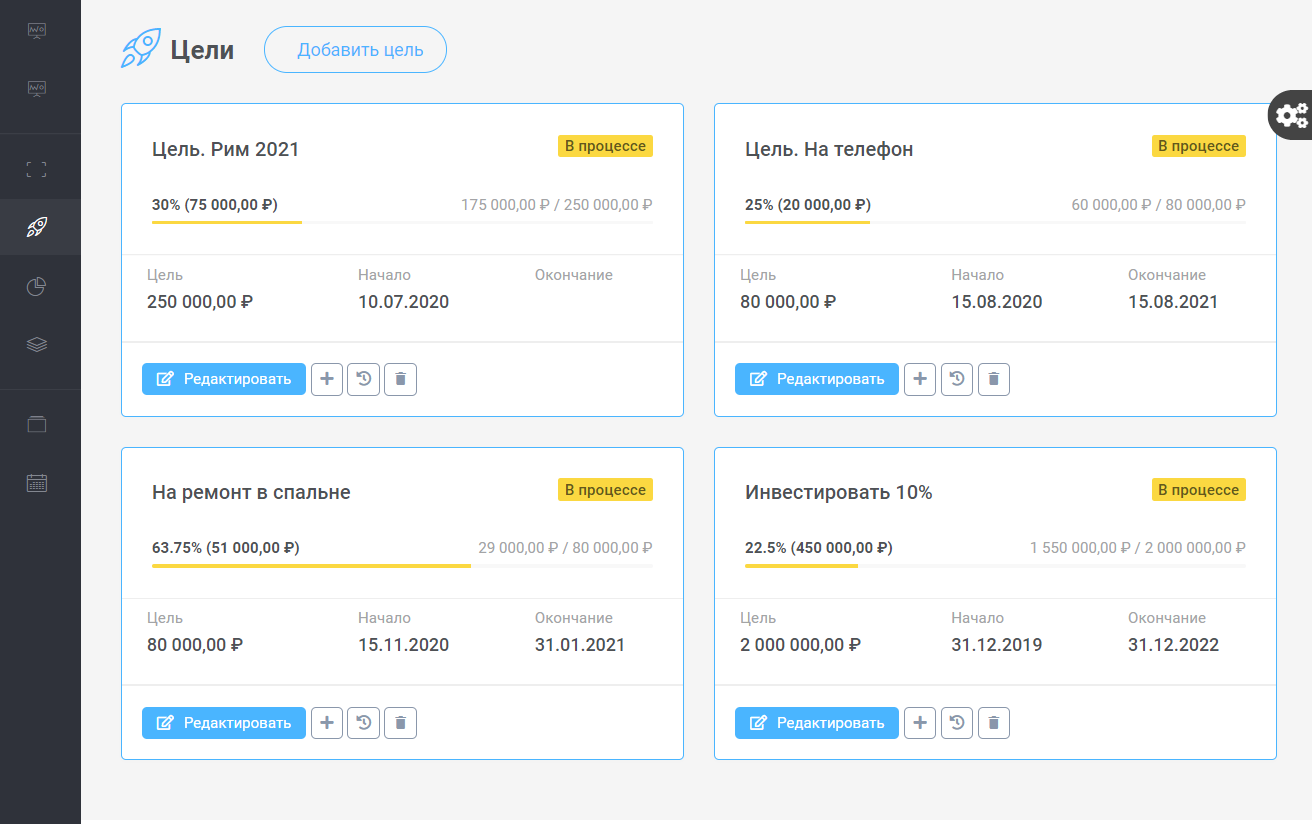 Цели
Добавить цель
Цель. Рим 2021
В процессе
30% (75 000,00 ₽)
175 000,00 ₽ / 250 000,00 ₽
Цель
Начало
Окончание
250 000,00 ₽
10.07.2020
Редактировать
Цель. На телефон
В процессе
25% (20 000,00 ₽)
60 000,00 ₽ / 80 000,00 ₽
Цель
Начало
Окончание
80 000,00 ₽
15.08.2020
15.08.2021
Редактировать
На ремонт в спальне
В процессе
63.75% (51 000,00 ₽)
29 000,00 ₽ / 80 000,00 ₽
Цель
Начало
Окончание
80 000,00 ₽
15.11.2020
31.01.2021
Редактировать
Инвестировать 10%
В процессе
22.5% (450 000,00 ₽)
1 550 000,00 ₽ / 2 000 000,00 ₽
Цель
Начало
Окончание
2 000 000,00 ₽
31.12.2019
31.12.2022
Редактировать